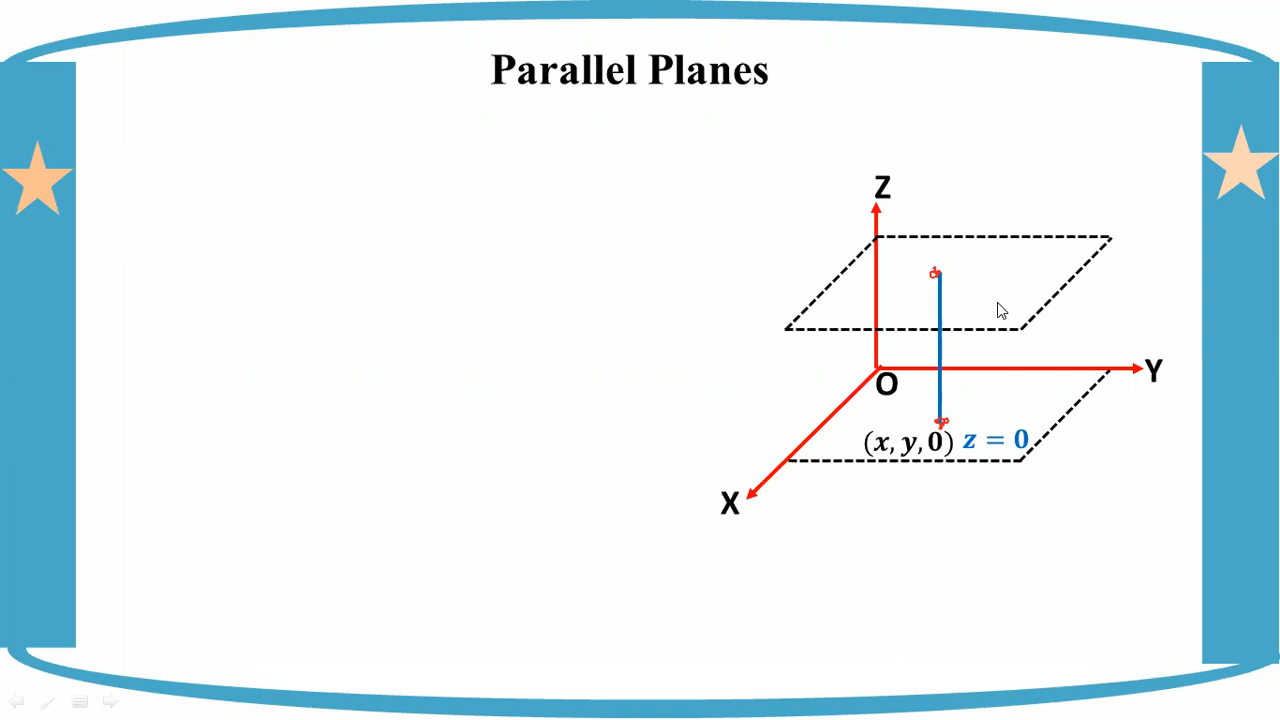 Parallel Planes
Z
O
Y
(x, y, 0) z = 0
X